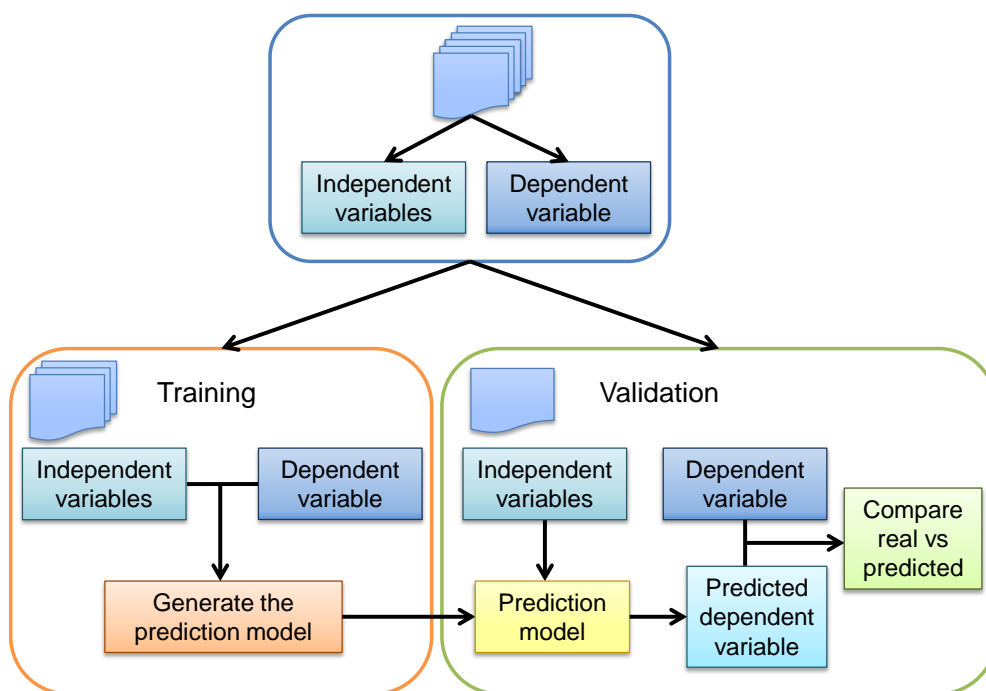 Independent
variables
Dependent
variable
Training
Independent
variables
Dependent
variable
Generate the
prediction model
Validation
Independent
variables
Dependent
variable
Compare
real vs
predicted
Prediction
model
Predicted
dependent
variable